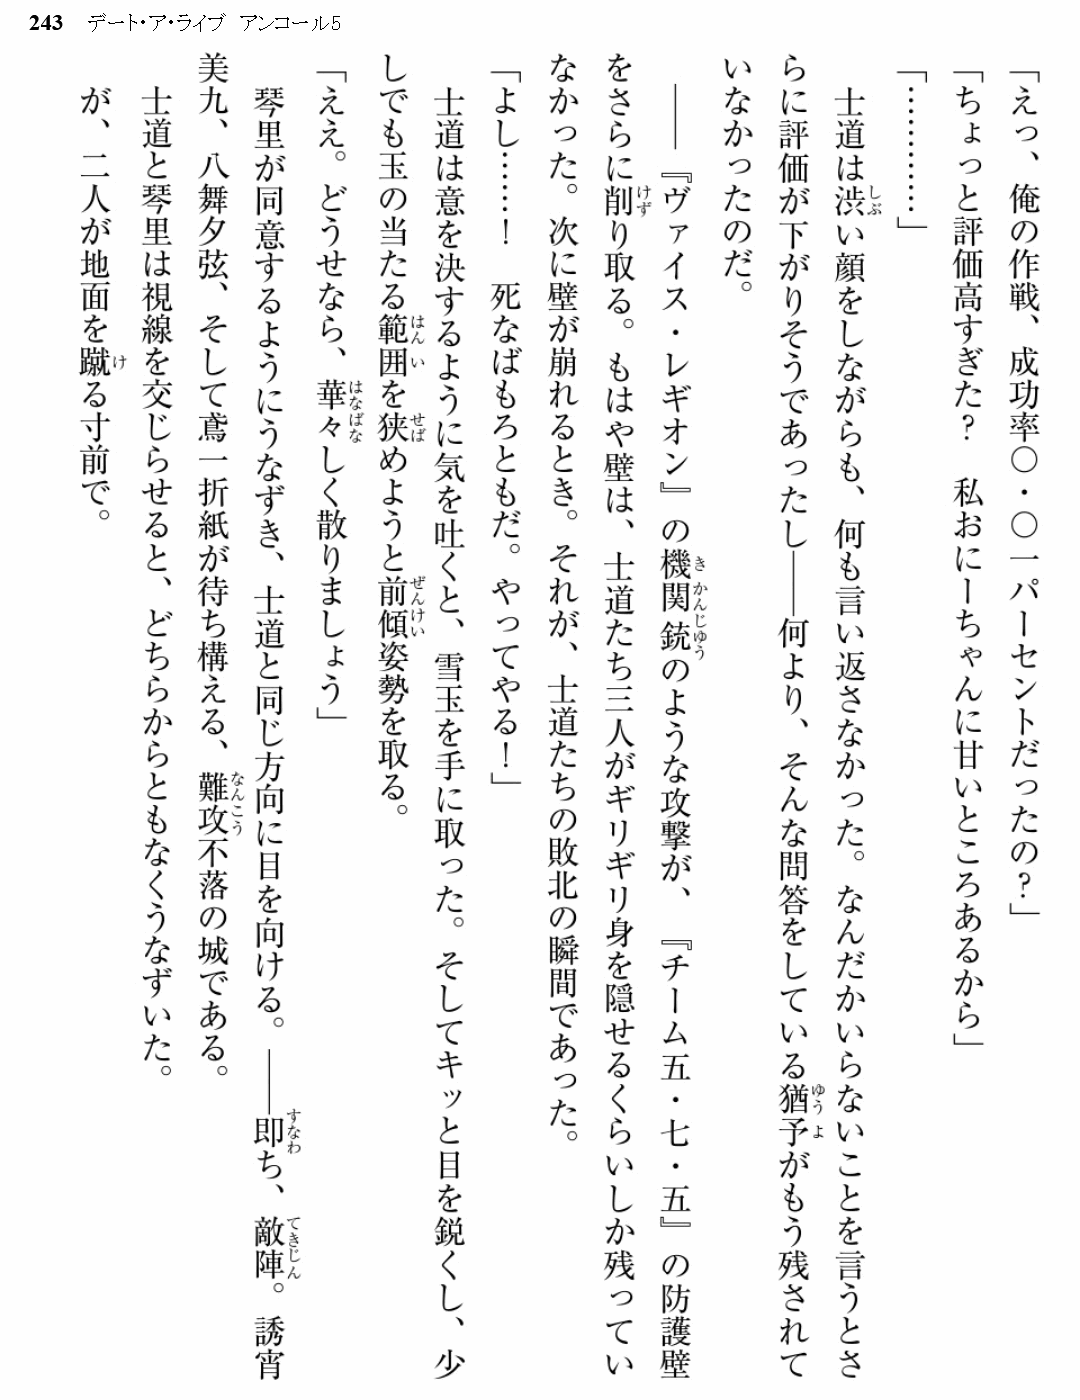 243 デート・ア・ライブ アンコール5
「えっ、俺の作戦、成功率〇・〇一パーセントだったの?」
「ちょっと評価高すぎた? 私おにーちゃんに甘いところあるから」
「…………」
士道は渋い顔をしながらも、何も言い返さなかった。なんだかいらないことを言うとさ
らに評価が下がりそうであったし――何より、そんな問答をしている猶予がもう残されて
いなかったのだ。
――『ヴァイス・レギオン』の機関銃のような攻撃が、『チーム五・七・五』の防護壁
をさらに削り取る。もはや壁は、士道たち三人がギリギリ身を隠せるくらいしか残ってい
なかった。次に壁が崩れるとき。それが、士道たちの敗北の瞬間であった。
「よし……! 死なばもろともだ。やってやる!」
士道は意を決するように気を吐くと、雪玉を手に取った。そしてキッと目を鋭くし、少
しでも玉の当たる範囲を狭めようと前傾姿勢を取る。
「ええ。どうせなら、華々しく散りましょう」
琴里が同意するようにうなずき、士道と同じ方向に目を向ける。――即ち、敵陣。誘宵
美九、八舞夕弦、そして鳶一折紙が待ち構える、難攻不落の城である。
士道と琴里は視線を交じらせると、どちらからともなくうなずいた。
が、二人が地面を蹴る寸前で。